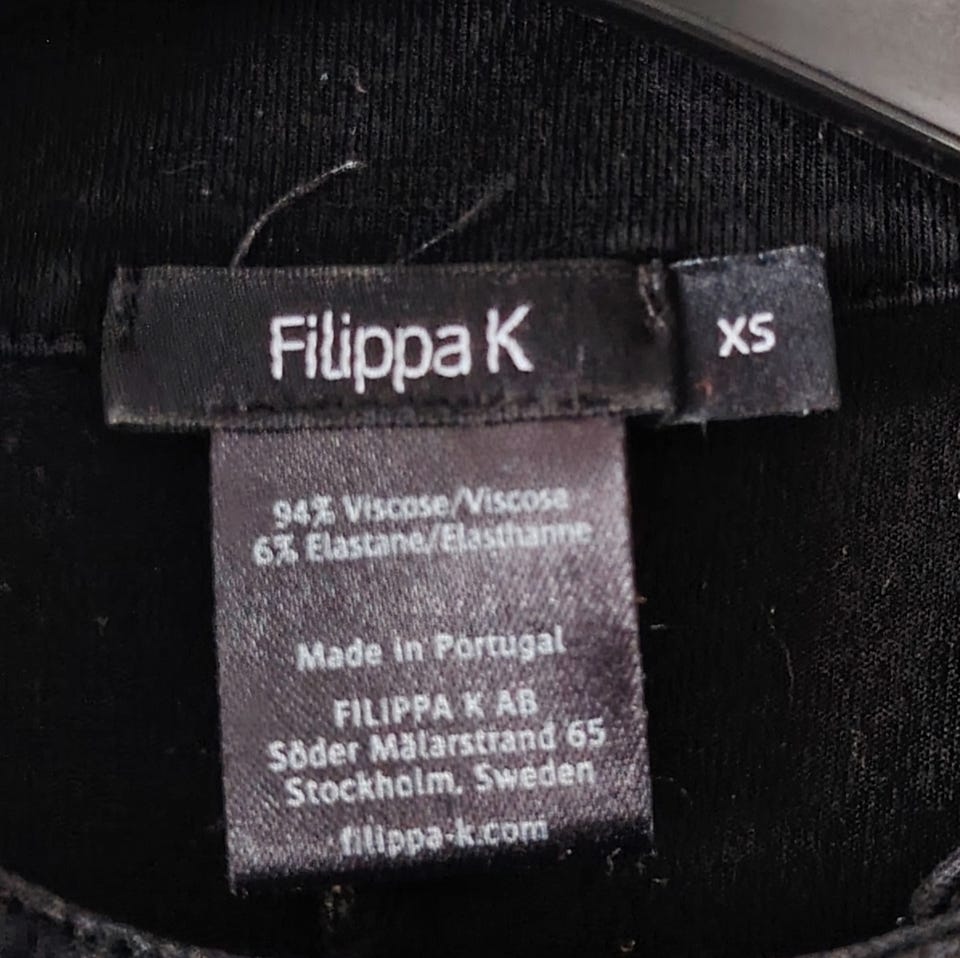 Filippa K
XS
94% Viscose/Viscose
6% Elastane/Elasthanne
Made in Portugal
FILIPPA K AB
Söder Mälarstrand 65
Stockholm, Sweden
filippa-k.com